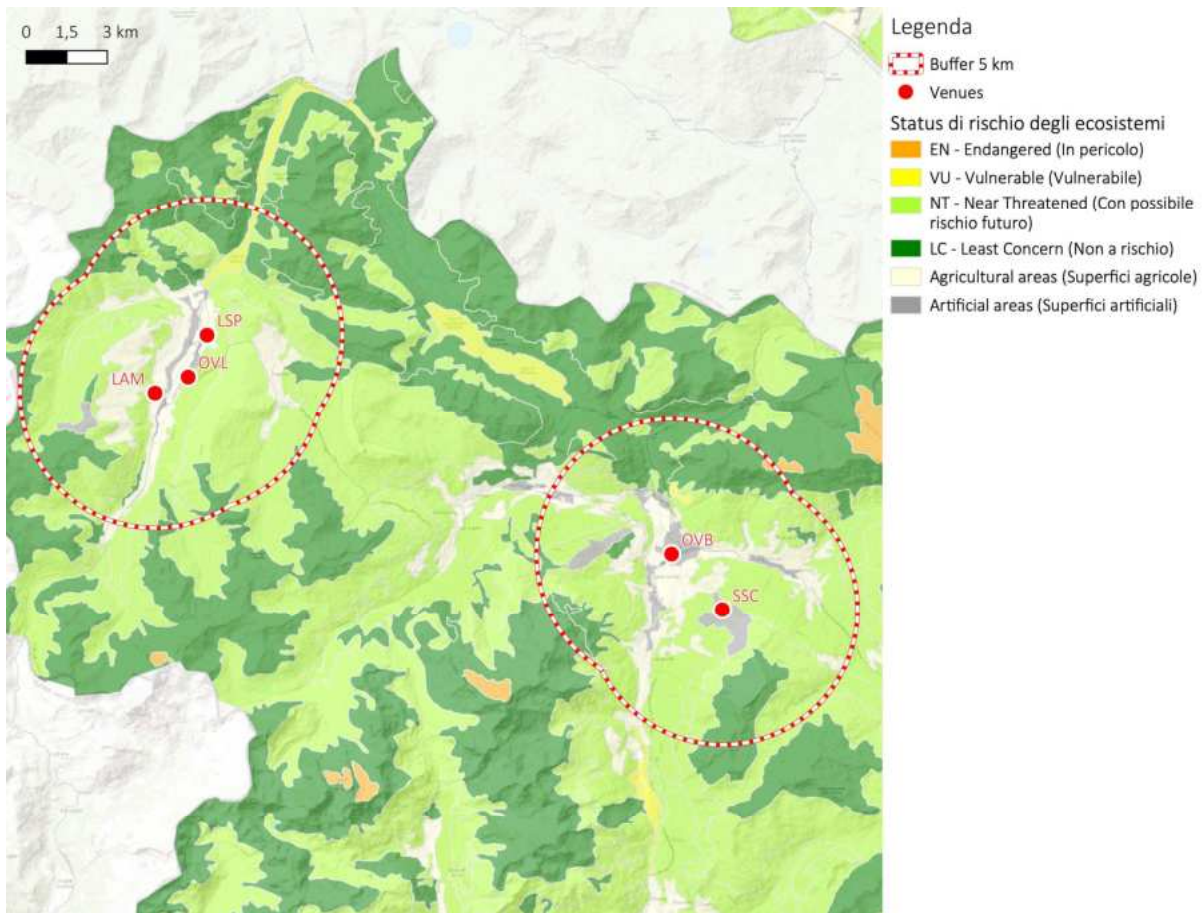 0 1,5 3 km
LSP
OVL
LAM
OVB
SSC
Legenda
Buffer 5 km
Venues
Status di rischio degli ecosistemi
EN - Endangered (In pericolo)
VU - Vulnerable (Vulnerabile)
NT - Near Threatened (Con possibile
rischio futuro)
LC - Least Concern (Non a rischio)
Agricultural areas (Superfici agricole)
Artificial areas (Superfici artificiali)